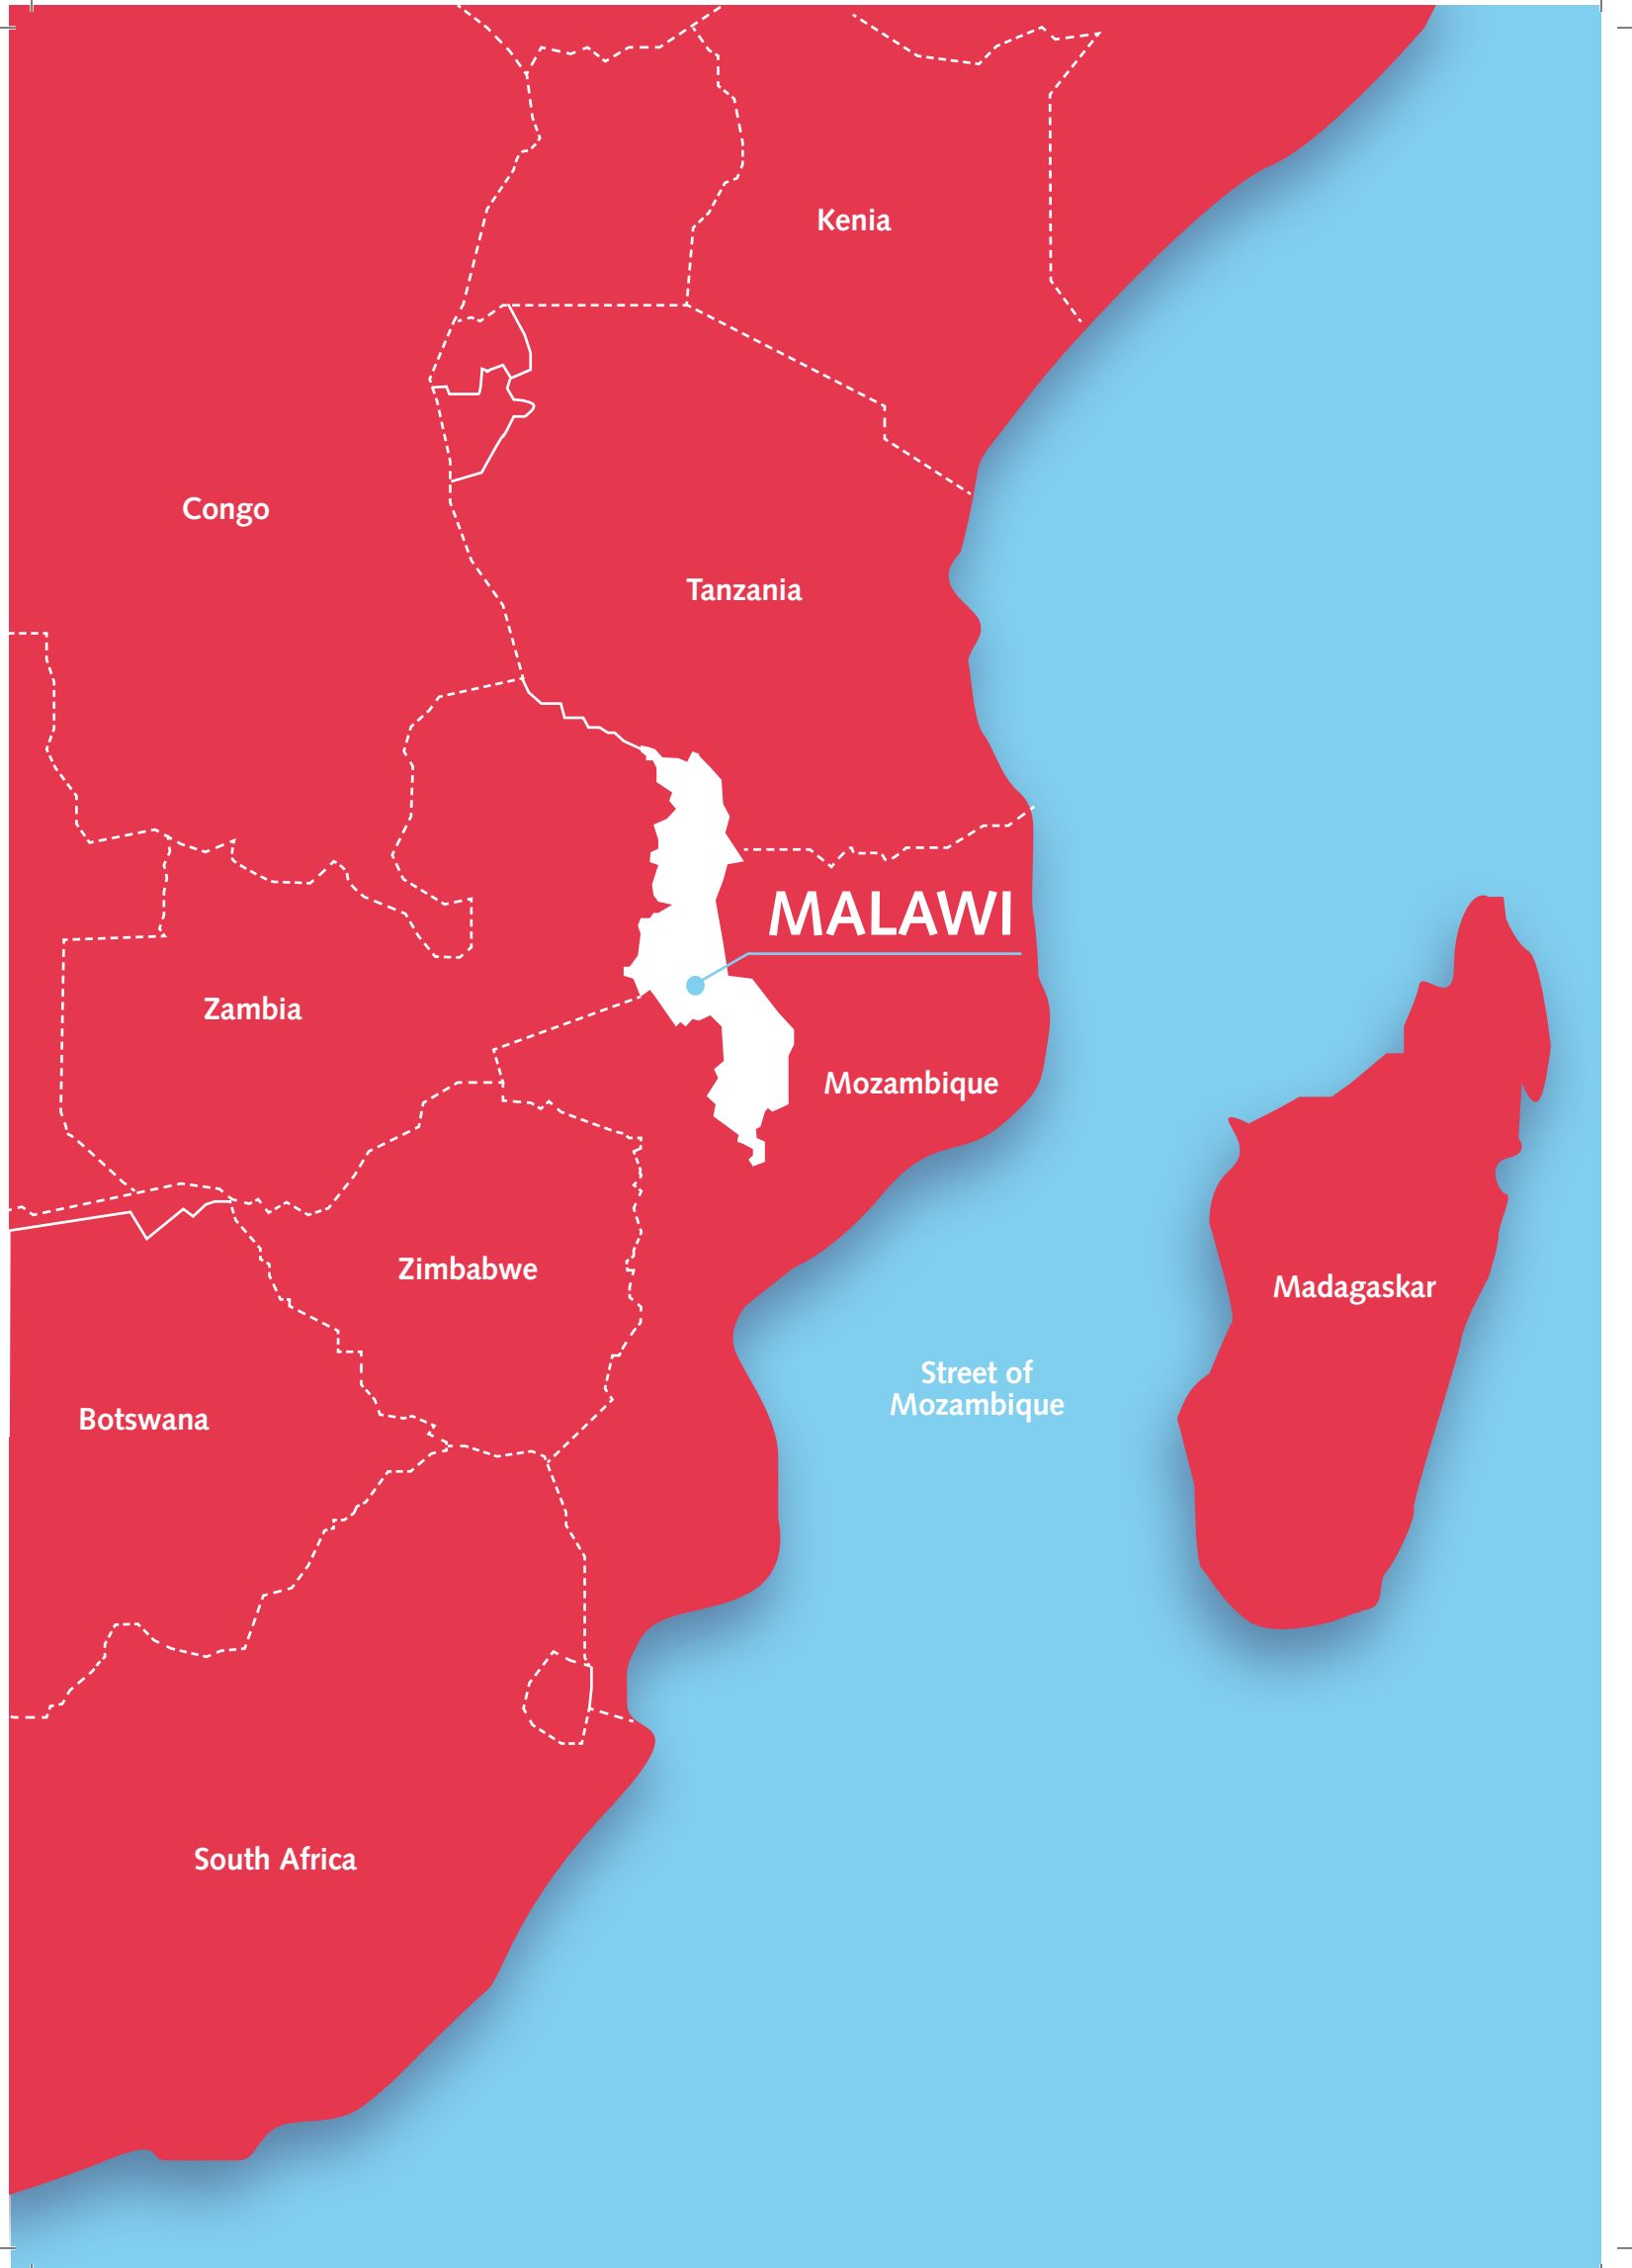 Kenia
Congo
Tanzania
MALAWI
Zambia
Mozambique
Zimbabwe
Madagaskar
Street of
Mozambique
Botswana
South Africa